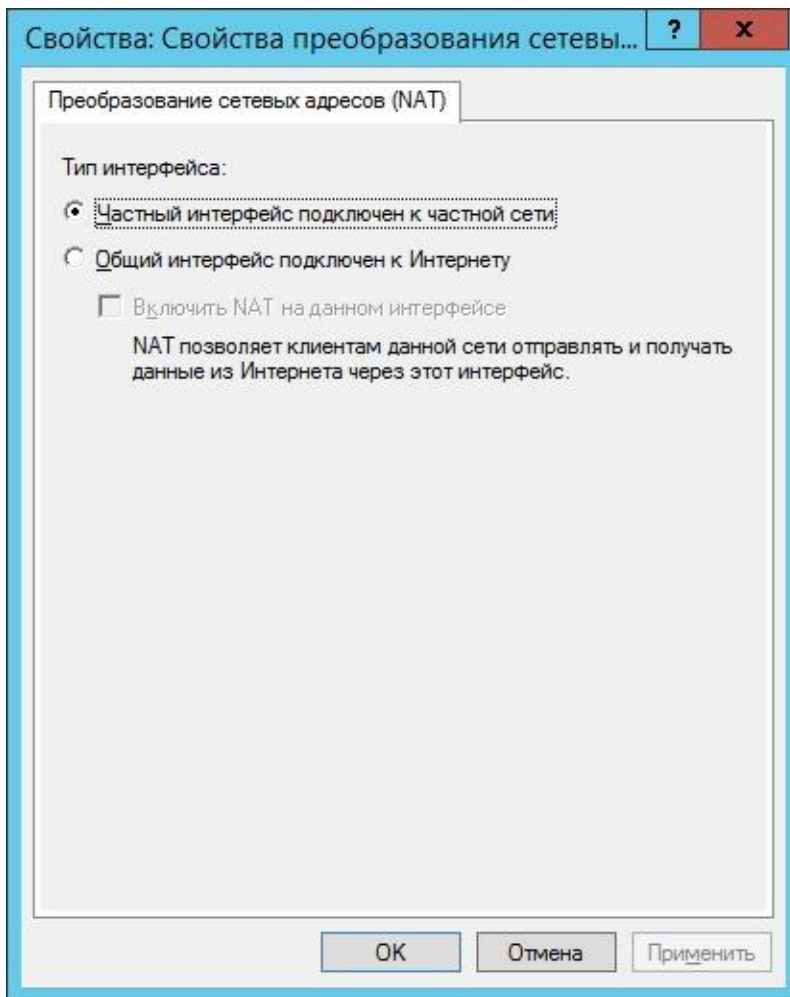 Свойства: Свойства преобразования сетевы...
?
x
Преобразование сетевых адресов (NAT)
Тип интерфейса:
Частный интерфейс подключен к частной сети
Общий интерфейс подключен к Интернету
Включить NAT на данном интерфейсе
NAT позволяет клиентам данной сети отправлять и получать
данные из Интернета через этот интерфейс.
OK
Отмена
Применить